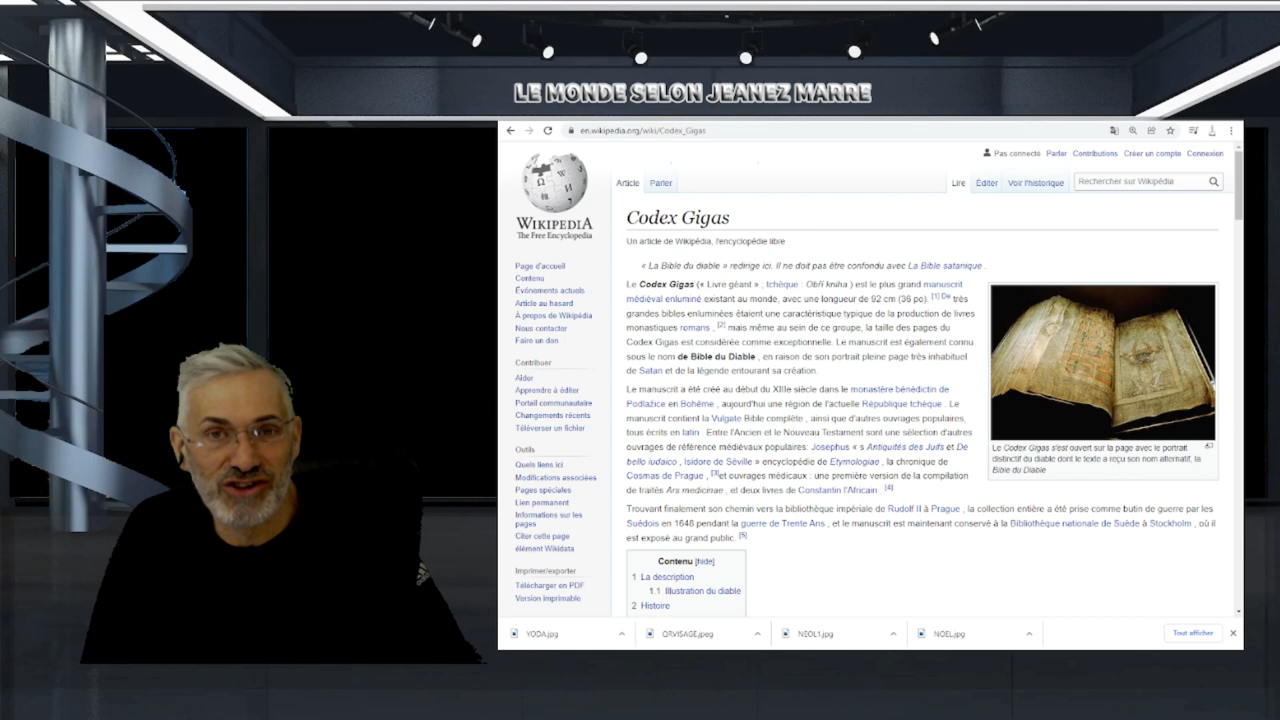 LE MONDE SELON JEANEZ MARRE
en.wikipedia.org/wiki/Codex_Gigas
Pas connecté Parler Contributions Créer un compte Connexion
Article Parler Lire Éditer Voir l'historique Rechercher sur Wikipédia
WIKIPEDIA
The Free Encyclopedia
Page d'accueil
Contenu
Événements actuels
Article au hasard
À propos de Wikipédia
Nous contacter
Faire un don
Contribuer
Aider
Apprendre à éditer
Portail communautaire
Changements récents
Téléverser un fichier
Outils
Quels liens ici
Modifications associées
Pages spéciales
Lien permanent
Informations sur les
pages
Citer cette page
élément Wikidata
Imprimer/exporter
Télécharger en PDF
Version imprimable
Codex Gigas
Un article de Wikipédia, l'encyclopédie libre
« La Bible du diable » redirige ici. Il ne doit pas être confondu avec La Bible satanique .
Le Codex Gigas (« Livre géant » ; tchèque : Obří kniha ) est le plus grand manuscrit
médiéval enluminé existant au monde, avec une longueur de 92 cm (36 po). [1] De très
grandes bibles enluminées étaient une caractéristique typique de la production de livres
monastiques romans , [2] mais même au sein de ce groupe, la taille des pages du
Codex Gigas est considérée comme exceptionnelle. Le manuscrit est également connu
sous le nom de Bible du Diable , en raison de son portrait pleine page très inhabituel
de Satan et de la légende entourant sa création.
Le manuscrit a été créé au début du XIIIe siècle dans le monastère bénédictin de
Podlažice en Bohême , aujourd'hui une région de l'actuelle République tchèque . Le
manuscrit contient la Vulgate Bible complète , ainsi que d'autres ouvrages populaires,
tous écrits en latin Entre l'Ancien et le Nouveau Testament sont une sélection d'autres
ouvrages de référence médiévaux populaires: Josephus « s Antiquités des Juifs et De
bello iudaico , Isidore de Séville » encyclopédie de Etymologiae , la chronique de
Cosmas de Prague , [3]et ouvrages médicaux : une première version de la compilation
de traités Ars medicinae , et deux livres de Constantin l'Africain [4]
Trouvant finalement son chemin vers la bibliothèque impériale de Rudolf II à Prague , la collection entière a été prise comme butin de guerre par les
Suédois en 1648 pendant la guerre de Trente Ans , et le manuscrit est maintenant conservé à la Bibliothèque nationale de Suède à Stockholm , où il
est exposé au grand public. [5]
Le Codex Gigas s'est ouvert sur la page avec le portrait
distinctif du diable dont le texte a reçu son nom alternatif, la
Bible du Diable
Contenu [hide]
1 La description
1.1 Illustration du diable
2 Histoire
YODA.jpg QRVISAGE.jpeg NEOL1.jpg NOEL.jpg Tout afficher